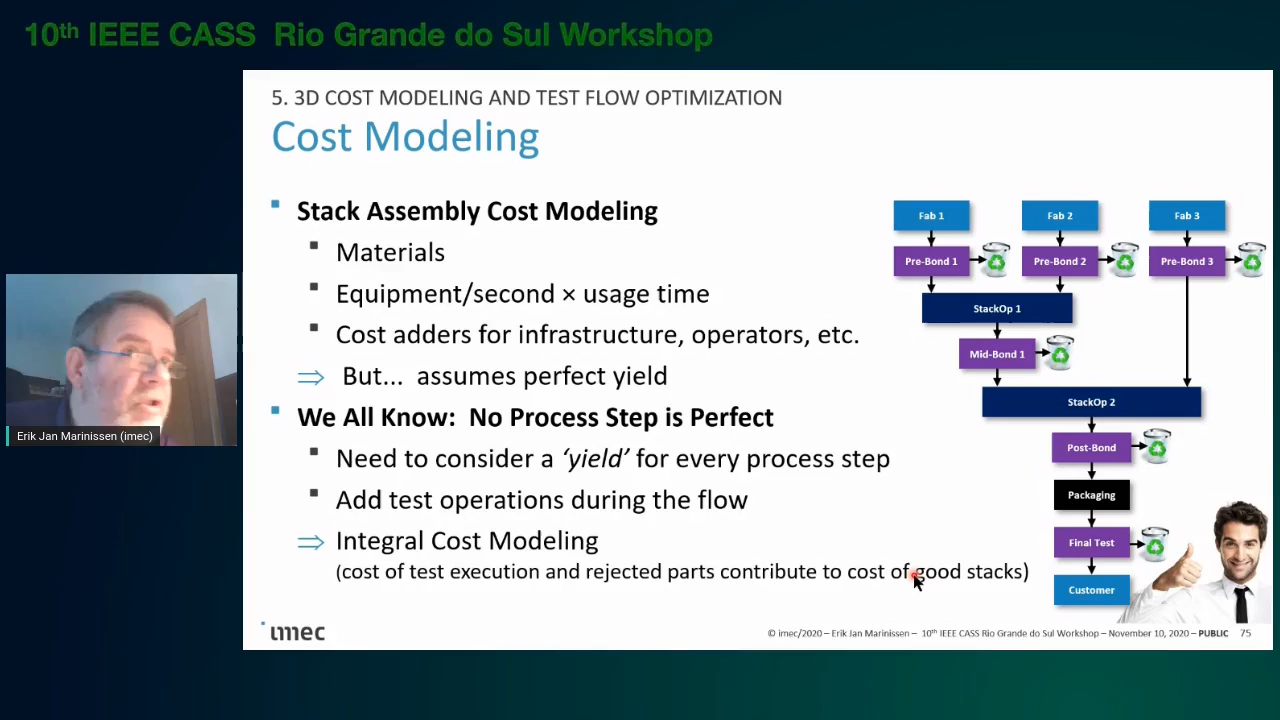 10th IEEE CASS Rio Grande do Sul Workshop
5. 3D COST MODELING AND TEST FLOW OPTIMIZATION
Cost Modeling
Stack Assembly Cost Modeling
Materials
Equipment/second × usage time
Cost adders for infrastructure, operators, etc.
⇒ But... assumes perfect yield
We All Know: No Process Step is Perfect
Need to consider a ‘yield’ for every process step
Add test operations during the flow
⇒ Integral Cost Modeling
(cost of test execution and rejected parts contribute to cost of good stacks)
Fab 1
Fab 2
Fab 3
Pre-Bond 1
Pre-Bond 2
Pre-Bond 3
StackOp 1
Mid-Bond 1
StackOp 2
Post-Bond
Packaging
Final Test
Customer
Erik Jan Marinissen (imec)
imec
© imec/2020 – Erik Jan Marinissen – 10th IEEE CASS Rio Grande do Sul Workshop – November 10, 2020 – PUBLIC 75